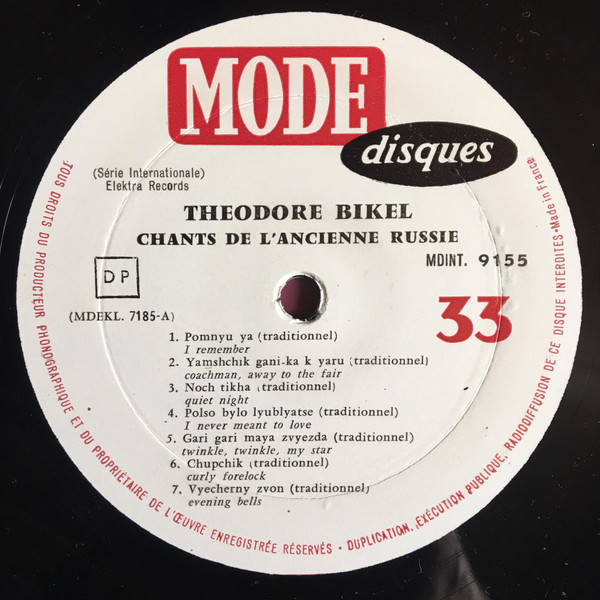 MODE
disques
(Série Internationale)
Elektra Records
THEODORE BIKEL
CHANTS DE L'ANCIENNE RUSSIE
MDINT. 9155
DP
33
(MDEKL. 7185-A)
1. Pomnyu ya (traditionnel)
I remember
2. Yamshchik gani-ka k yaru (traditionnel)
coachman, away to the fair
3. Noch tikha (traditionnel)
quiet night
4. Polso bylo lyublyatse (traditionnel)
I never meant to love
5. Gari gari maya zvyezda (traditionnel)
twinkle, twinkle, my star
6. Chupchik (traditionnel)
curly forelock
7. Vyecherny zvon (traditionnel)
evening bells
TOUS DROITS DU PRODUCTEUR PHONOGRAPHIQUE ET DU PROPRIÉTAIRE DE L'ŒUVRE ENREGISTRÉE RÉSERVÉS • DUPLICATION, EXÉCUTION PUBLIQUE, RADIODIFFUSION DE CE DISQUE INTERDITES • Made in France